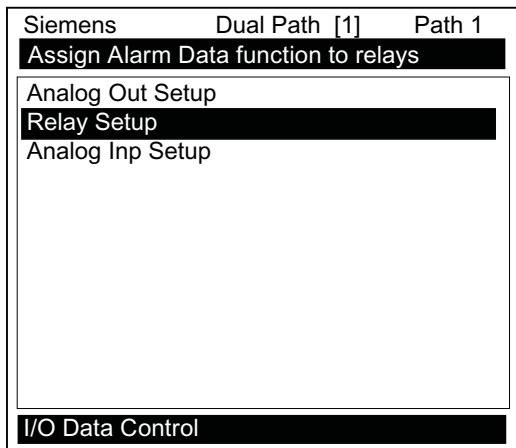 Siemens Dual Path [1] Path 1
Assign Alarm Data function to relays
Analog Out Setup
Relay Setup
Analog Inp Setup
I/O Data Control